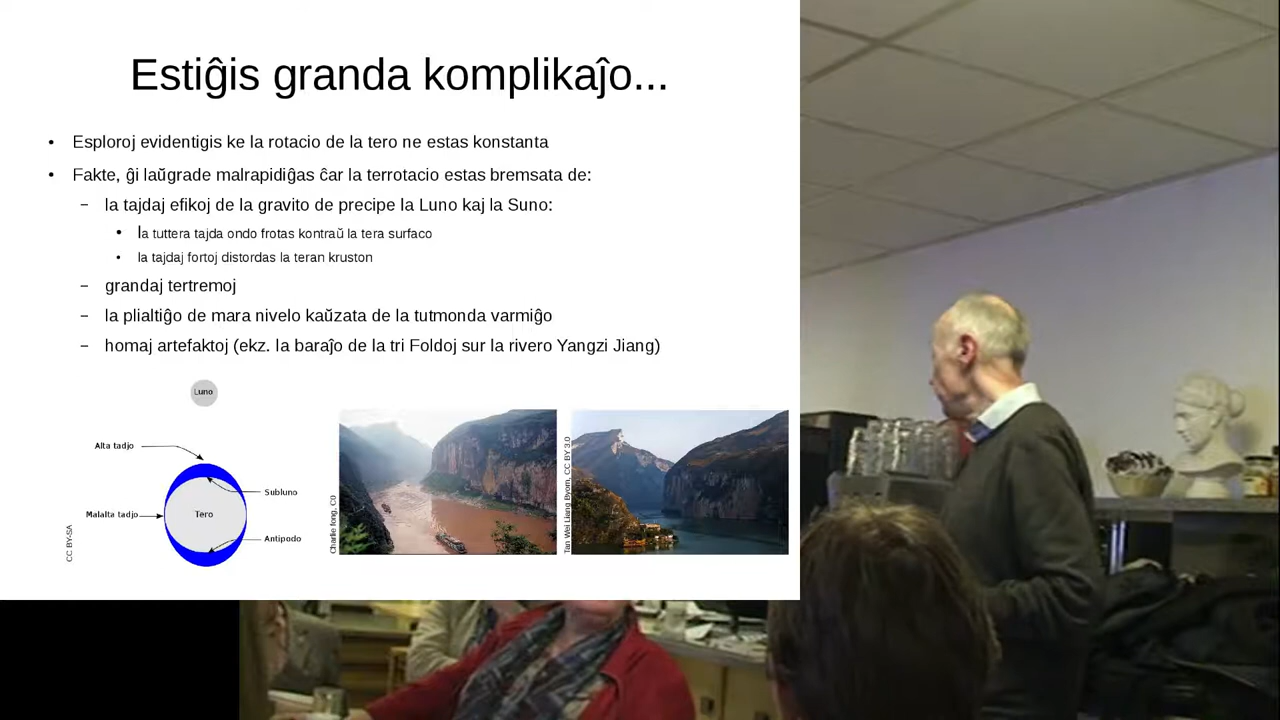 Estiĝis granda komplikaĵo...
• Esploroj evidentigis ke la rotacio de la tero ne estas konstanta
• Fakte, ĝi laŭgrade malrapidiĝas ĉar la terrotacio estas bremsata de:
– la tajdaj efikoj de la gravito de precipe la Luno kaj la Suno:
• la tuttera tajda ondo frotas kontraŭ la tera surfaco
• la tajdaj fortoj distordas la teran kruston
– grandaj tertremoj
– la plialtiĝo de mara nivelo kaŭzata de la tutmonda varmiĝo
– homaj artefaktoj (ekz. la baraĵo de la tri Foldoj sur la rivero Yangzi Jiang)
Luno
Alta tadjo
Subluno
Malalta tadjo
Tero
Antipodo
CC BY-SA
Charlie fong, C0
Tan Wei Liang Byorn, CC BY 3.0